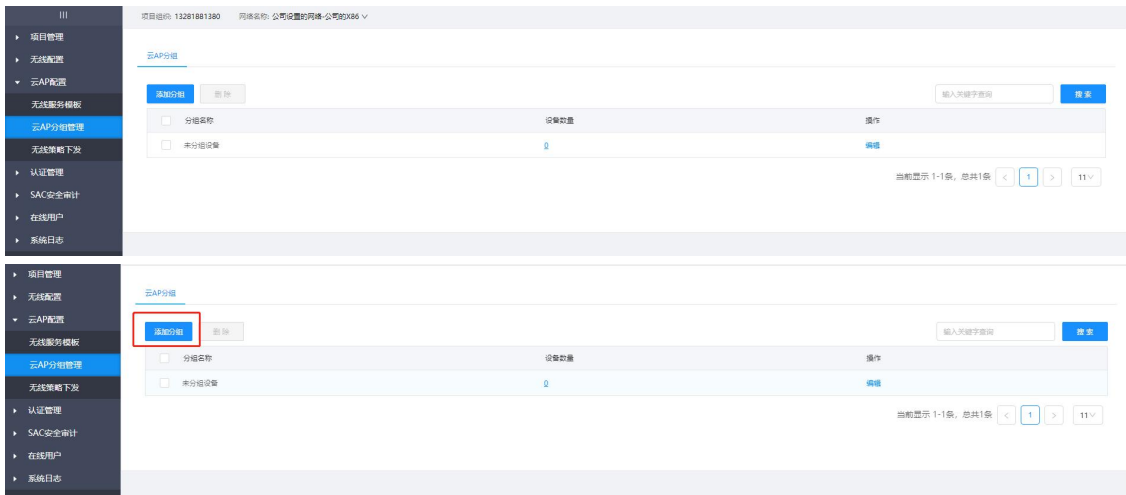 项目组织: 13281881380 网络名称: 公司设置的网络-公司的X86
项目管理
无线配置
云AP配置
无线服务模板
云AP分组管理
无线策略下发
认证管理
SAC安全审计
在线用户
系统日志
云AP分组
添加分组 删 除 输入关键字查询 搜 索
分组名称 设备数量 操作
未分组设备 0 编辑
当前显示 1-1条, 总共1条 < 1 > 11
项目管理
无线配置
云AP配置
无线服务模板
云AP分组管理
无线策略下发
认证管理
SAC安全审计
在线用户
系统日志
云AP分组
添加分组 删 除 输入关键字查询 搜 索
分组名称 设备数量 操作
未分组设备 0 编辑
当前显示 1-1条, 总共1条 < 1 > 11